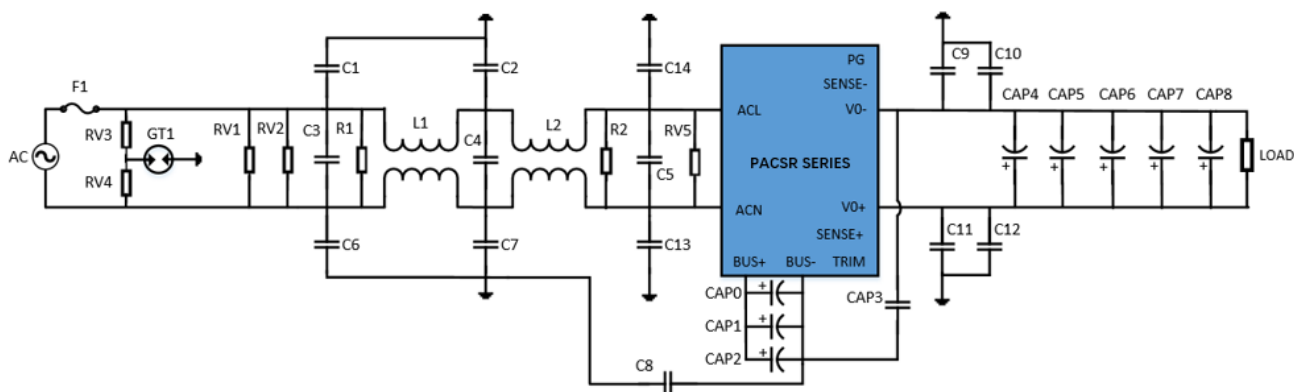 C9 C10
PG
C1 C2 C14
SENSE-
F1
CAP4 CAP5 CAP6 CAP7 CAP8
ACL V0-
RV3 GT1 RV1 RV2 C3 R1 L1 C4 L2 R2 RV5
AC
PACSR SERIES
LOAD
RV4 C5
+ + + + +
ACN V0+
C6 C7 C13
C11 C12
SENSE+
BUS+ BUS- TRIM
CAP0 +
CAP3
CAP1 +
CAP2 +
C8